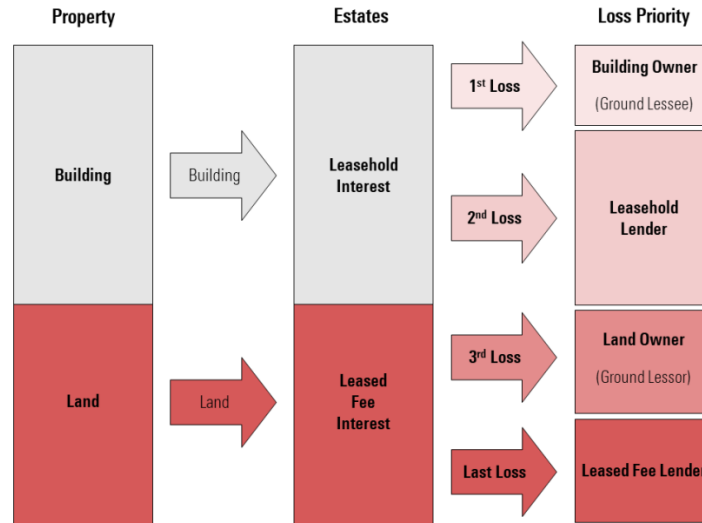 Property
Estates
Loss Priority
Building
Building
Leasehold
Interest
1st Loss
Building Owner
(Ground Lessee)
2nd Loss
Leasehold
Lender
Land
Land
Leased
Fee
Interest
3rd Loss
Land Owner
(Ground Lessor)
Last Loss
Leased Fee Lender